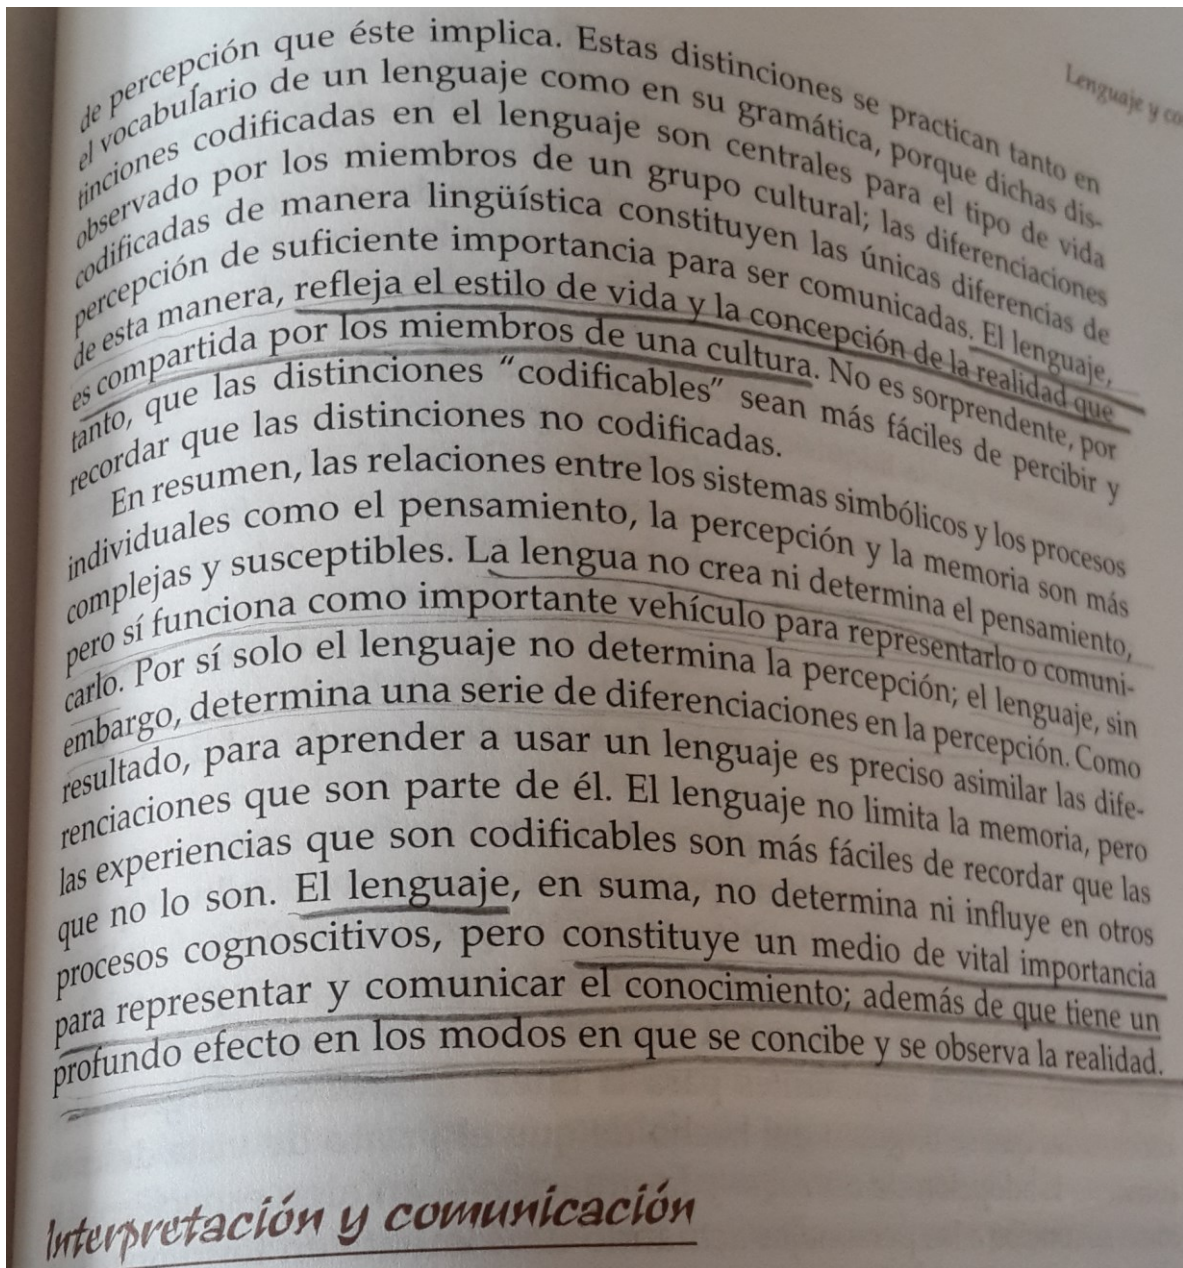 Lenguaje y co
de percepción que éste implica. Estas distinciones se practican tanto en
el vocabulario de un lenguaje como en su gramática, porque dichas dis-
tinciones codificadas en el lenguaje son centrales para el tipo de vida
observado por los miembros de un grupo cultural; las diferenciaciones
codificadas de manera lingüística constituyen las únicas diferencias de
percepción de suficiente importancia para ser comunicadas. El lenguaje,
de esta manera, refleja el estilo de vida y la concepción de la realidad que
es compartida por los miembros de una cultura. No es sorprendente, por
tanto, que las distinciones "codificables" sean más fáciles de percibir y
recordar que las distinciones no codificadas.
En resumen, las relaciones entre los sistemas simbólicos y los procesos
individuales como el pensamiento, la percepción y la memoria son más
complejas y susceptibles. La lengua no crea ni determina el pensamiento,
pero sí funciona como importante vehículo para representarlo o comuni-
carlo. Por sí solo el lenguaje no determina la percepción; el lenguaje, sin
embargo, determina una serie de diferenciaciones en la percepción. Como
resultado, para aprender a usar un lenguaje es preciso asimilar las dife-
renciaciones que son parte de él. El lenguaje no limita la memoria, pero
las experiencias que son codificables son más fáciles de recordar que las
que no lo son. El lenguaje, en suma, no determina ni influye en otros
procesos cognoscitivos, pero constituye un medio de vital importancia
para representar y comunicar el conocimiento; además de que tiene un
profundo efecto en los modos en que se concibe y se observa la realidad.
Interpretación y comunicación